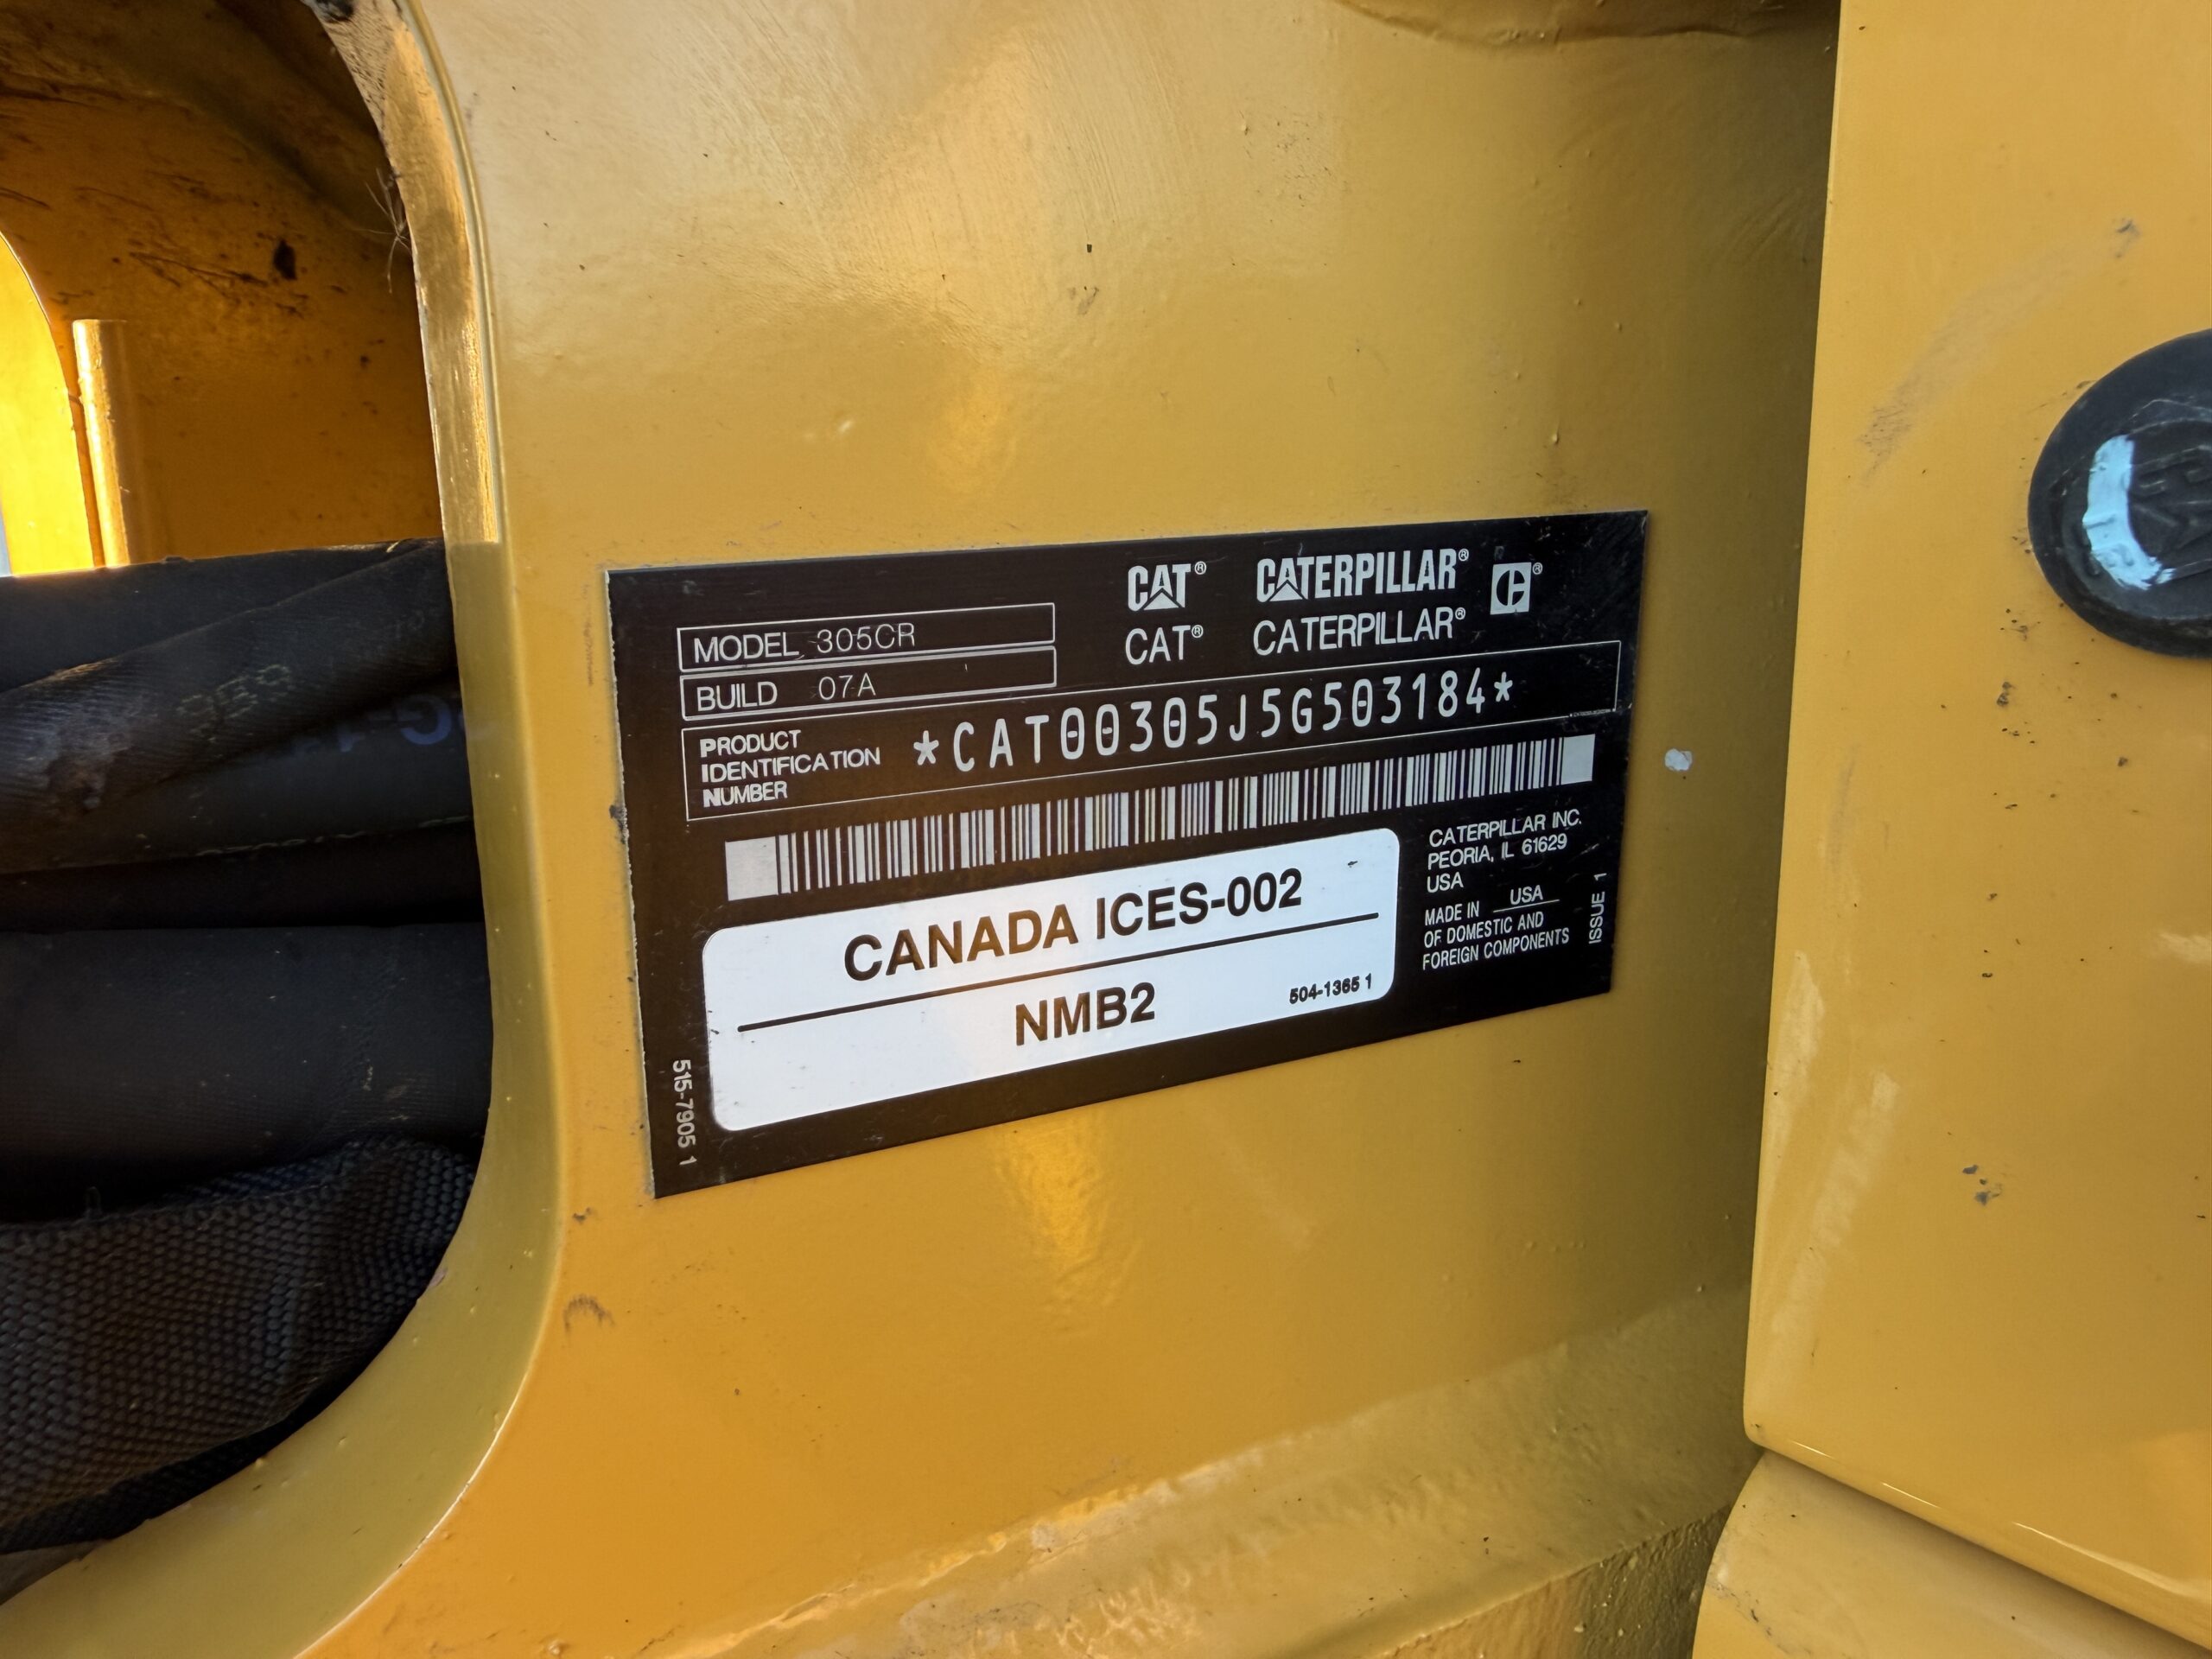 CAT® CATERPILLAR®
CAT® CATERPILLAR®
MODEL 305CR
BUILD 07A
PRODUCT
IDENTIFICATION
NUMBER
*CAT00305J5G503184*
CATERPILLAR INC.
PEORIA, IL 61629
USA
MADE IN USA
OF DOMESTIC AND
FOREIGN COMPONENTS
ISSUE 1
CANADA ICES-002
NMB2
504-1365 1
515-7905 1